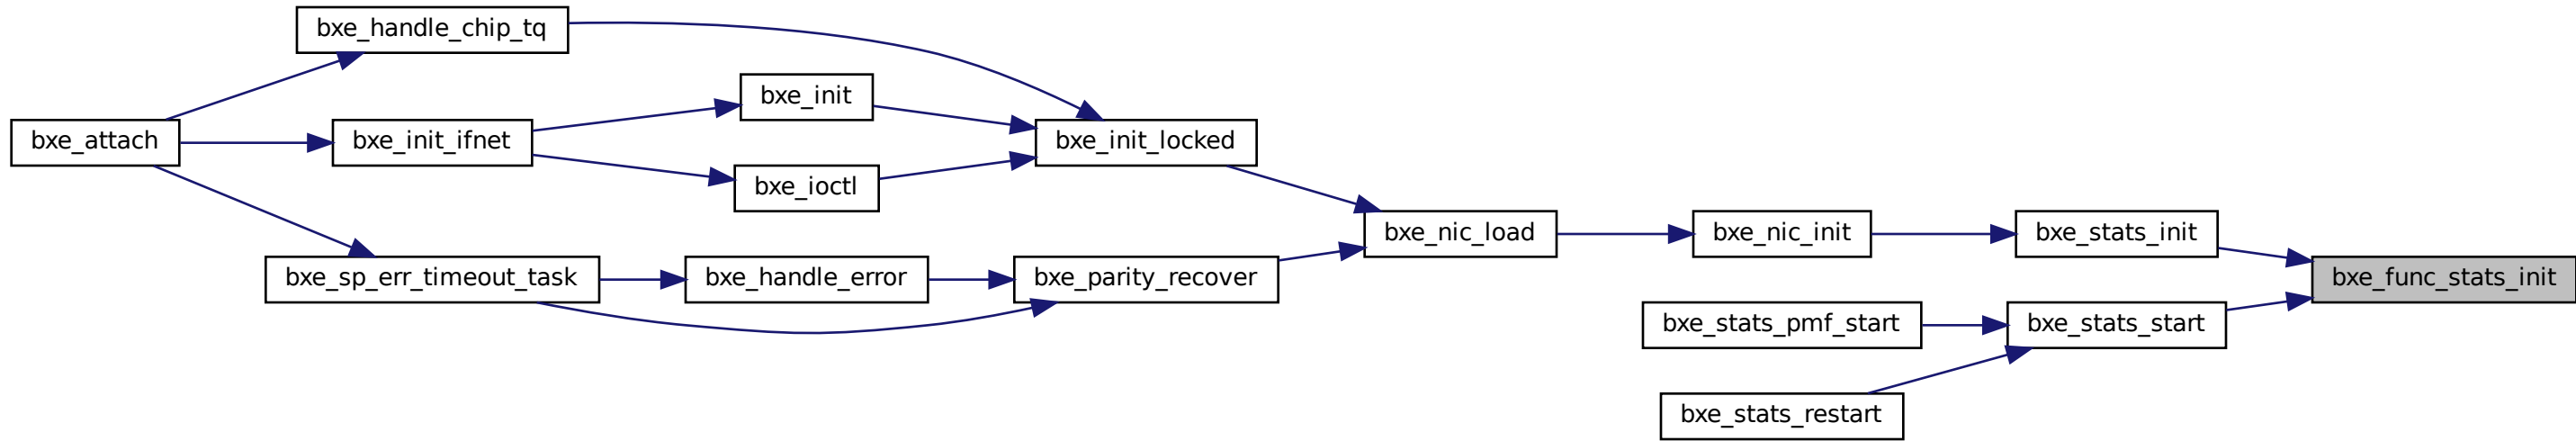 bxe_handle_chip_tq
bxe_init
bxe_attach
bxe_init_ifnet
bxe_init_locked
bxe_ioctl
bxe_nic_load
bxe_nic_init
bxe_stats_init
bxe_sp_err_timeout_task
bxe_handle_error
bxe_parity_recover
bxe_func_stats_init
bxe_stats_pmf_start
bxe_stats_start
bxe_stats_restart